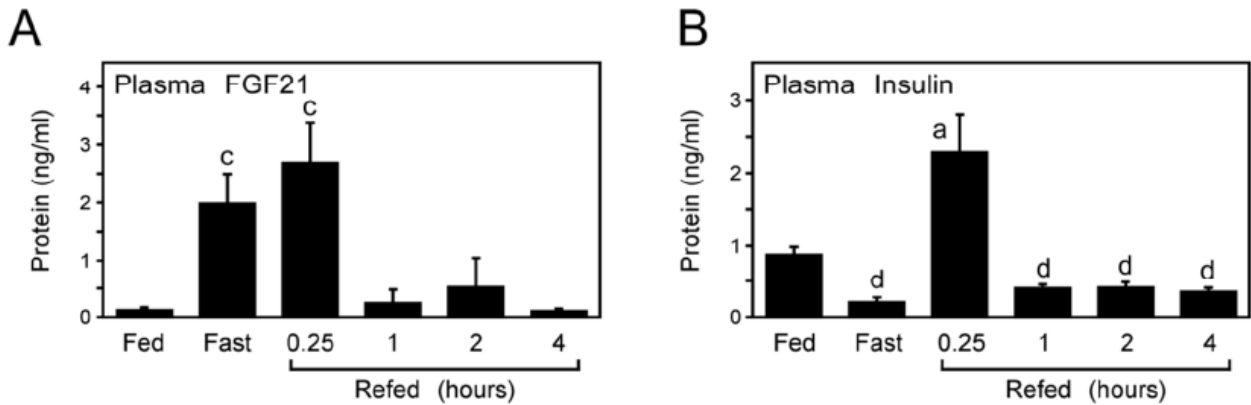 A
Plasma FGF21
Protein (ng/ml)
4
3
2
1
0
c
c
Fed Fast 0.25 1 2 4
Refed (hours)
B
Plasma Insulin
Protein (ng/ml)
3
2
1
0
a
d
d
d
d
Fed Fast 0.25 1 2 4
Refed (hours)